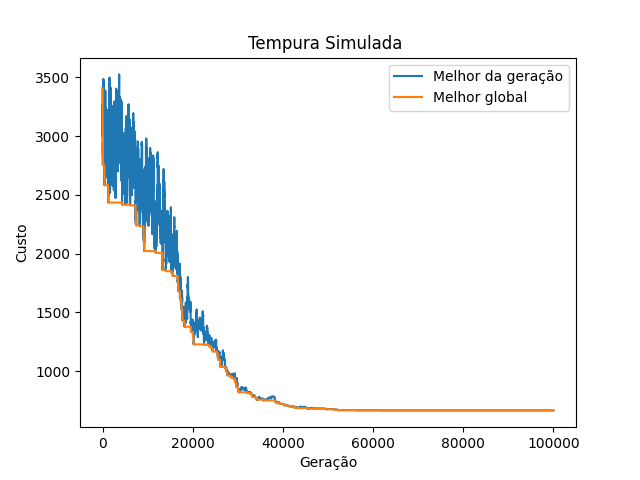 Tempura Simulada
3500
3000
2500
2000
1500
1000
Custo
Melhor da geração
Melhor global
0
20000
40000
60000
80000
100000
Geração